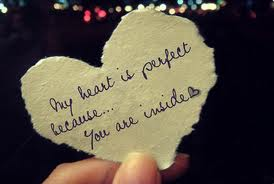 My heart is perfect
because...
You are inside♥